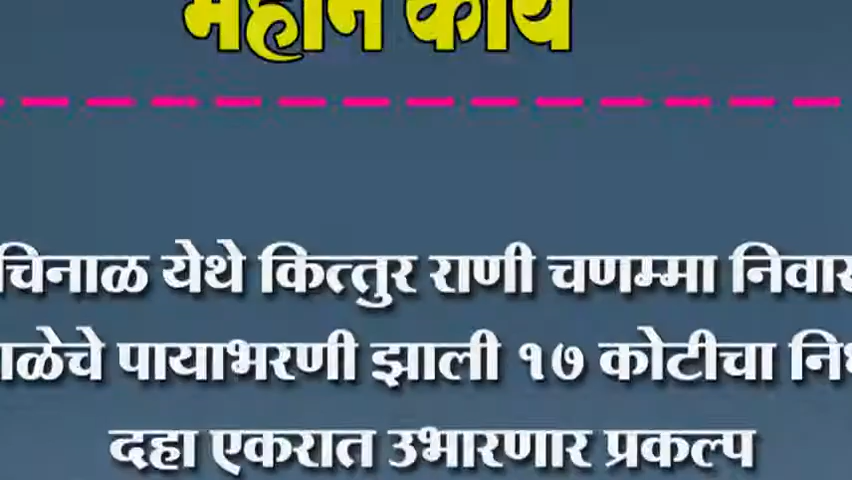 महान कार्य
चिनाळ येथे कित्तुर राणी चणम्मा
पायाभरणी झाली १७ कोटीचा
दहा एकरात उभारणार प्रकल्प